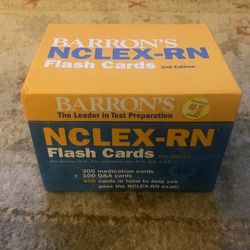 BARRON'S
NCLEX-RN
Flash Cards 2nd Edition
BARRON'S
The Leader in Test Preparation
NCLEX-RN
Flash Cards 2nd Edition
300 medication cards
+ 100 Q&A cards
400 cards in total to help you
pass the NCLEX-RN exam